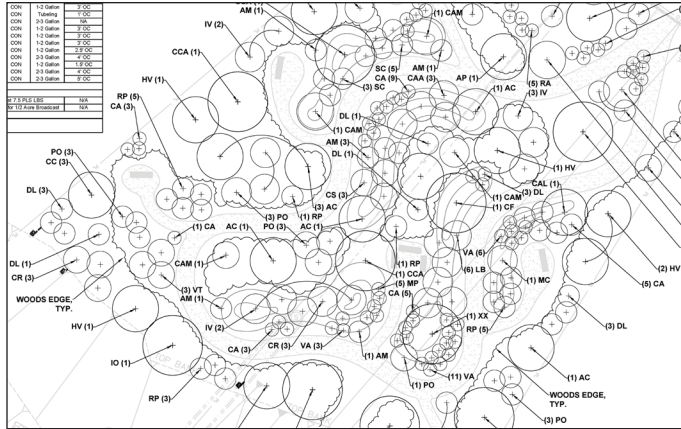 CON 1-2 Gallon 3' OC
CON Tubeling 1' OC
CON 2-3 Gallon NA
CON 1-2 Gallon 3' OC
CON 1-2 Gallon 3' OC
CON 1-2 Gallon 3' OC
CON 1-2 Gallon 2.5' OC
CON 2-3 Gallon 4' OC
CON 1-2 Gallon 1.5' OC
CON 2-3 Gallon 4' OC
CON 2-3 Gallon 5' OC
at 7.5 PLS LBS N/A
for 1/2 Acre Broadcast N/A
AM (1)
IV (2)
CCA (1)
HV (1)
RP (5)
CA (3)
PO (3)
CC (3)
DL (3)
DL (1)
CR (3)
WOODS EDGE,
TYP.
HV (1)
IO (1)
RP (3)
(1) CAM
SC (5)
CA (9)
(3) SC
AM (1)
CAA (3)
AP (1)
(5) RA
(3) IV
(1) AC
DL (1)
(1) CAM
AM (3)
DL (1)
CS (3)
(3) AC
(1) RP
(3) PO
AC (1)
PO (3)
AC (1)
(1) CA
CAM (1)
(3) VT
AM (1)
IV (2)
CA (3)
CR (3)
VA (3)
(1) AM
(1) HV
(3) DL
(1) CAM
(1) CF
CAL (1)
(1) RP
(1) CCA
(5) MP
CA (5)
VA (6)
(6) LB
(1) MC
(1) XX
RP (5)
(11) VA
(1) PO
(2) HV
(5) CA
(3) DL
(1) AC
WOODS EDGE,
TYP.
(3) PO
TOP BANK